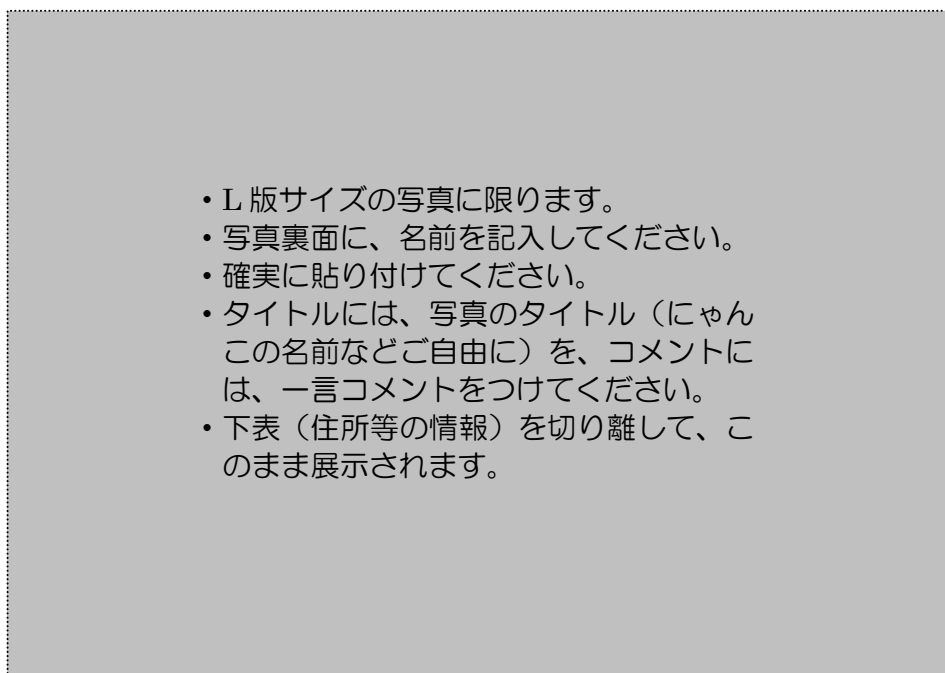 ・L 版サイズの写真に限ります。
・写真裏面に、名前を記入してください。
・確実に貼り付けてください。
・タイトルには、写真のタイトル（にゃん
この名前などご自由に）を、コメントに
は、一言コメントをつけてください。
・下表（住所等の情報）を切り離して、こ
のまま展示されます。